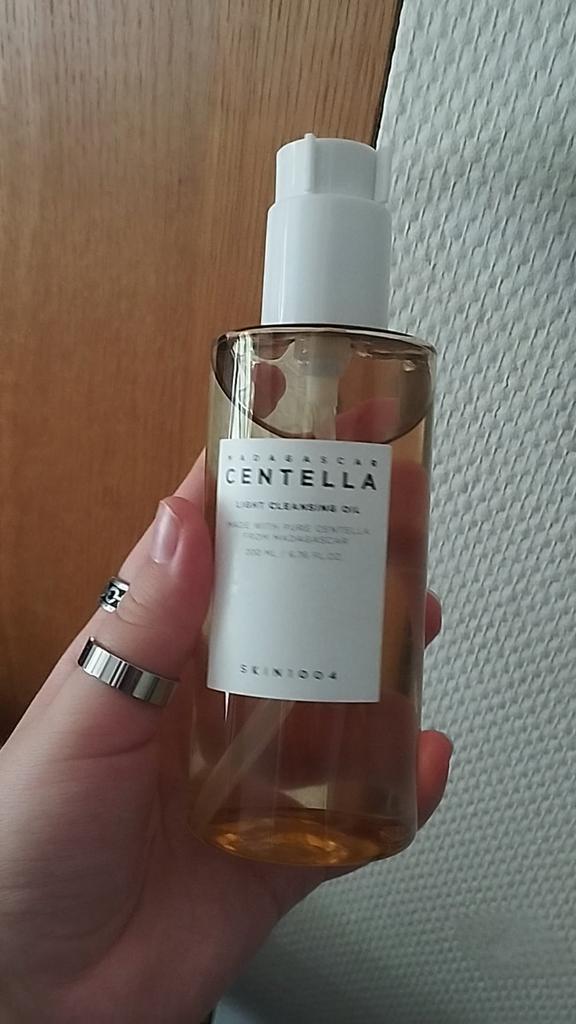 MADAGASCAR
CENTELLA
LIGHT CLEANSING OIL
MADE WITH PURE CENTELLA
FROM MADAGASCAR
200 ML / 6.76 FL.OZ.
SKIN1004